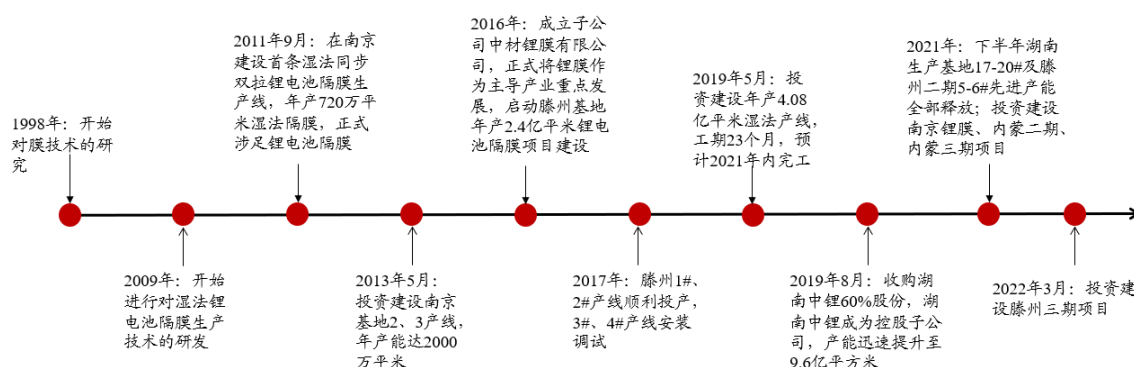 1998年：开始
对膜技术的研
究
2009年：开始
进行对湿法锂
电池隔膜生产
技术的研发
2011年9月：在南京
建设首条湿法同步
双拉锂电池隔膜生
产线，年产720万平
米湿法隔膜，正式
涉足锂电池隔膜
2013年5月：
投资建设南京
基地2、3产线，
年产能达2000
万平米
2016年：成立子公
司中材锂膜有限公
司，正式将锂膜作
为主导产业重点发
展，启动滕州基地
年产2.4亿平米锂电
池隔膜项目建设
2017年：滕州1#、
2#产线顺利投产，
3#、4#产线安装
调试
2019年5月：投
资建设年产4.08
亿平米湿法产线，
工期23个月，预
计2021年内完工
2019年8月：收购湖
南中锂60%股份，湖
南中锂成为控股子公
司，产能迅速提升至
9.6亿平方米
2021年：下半年湖南
生产基地17-20#及滕
州二期5-6#先进产能
全部释放；投资建设
南京锂膜、内蒙二期、
内蒙三期项目
2022年3月：投资建
设滕州三期项目